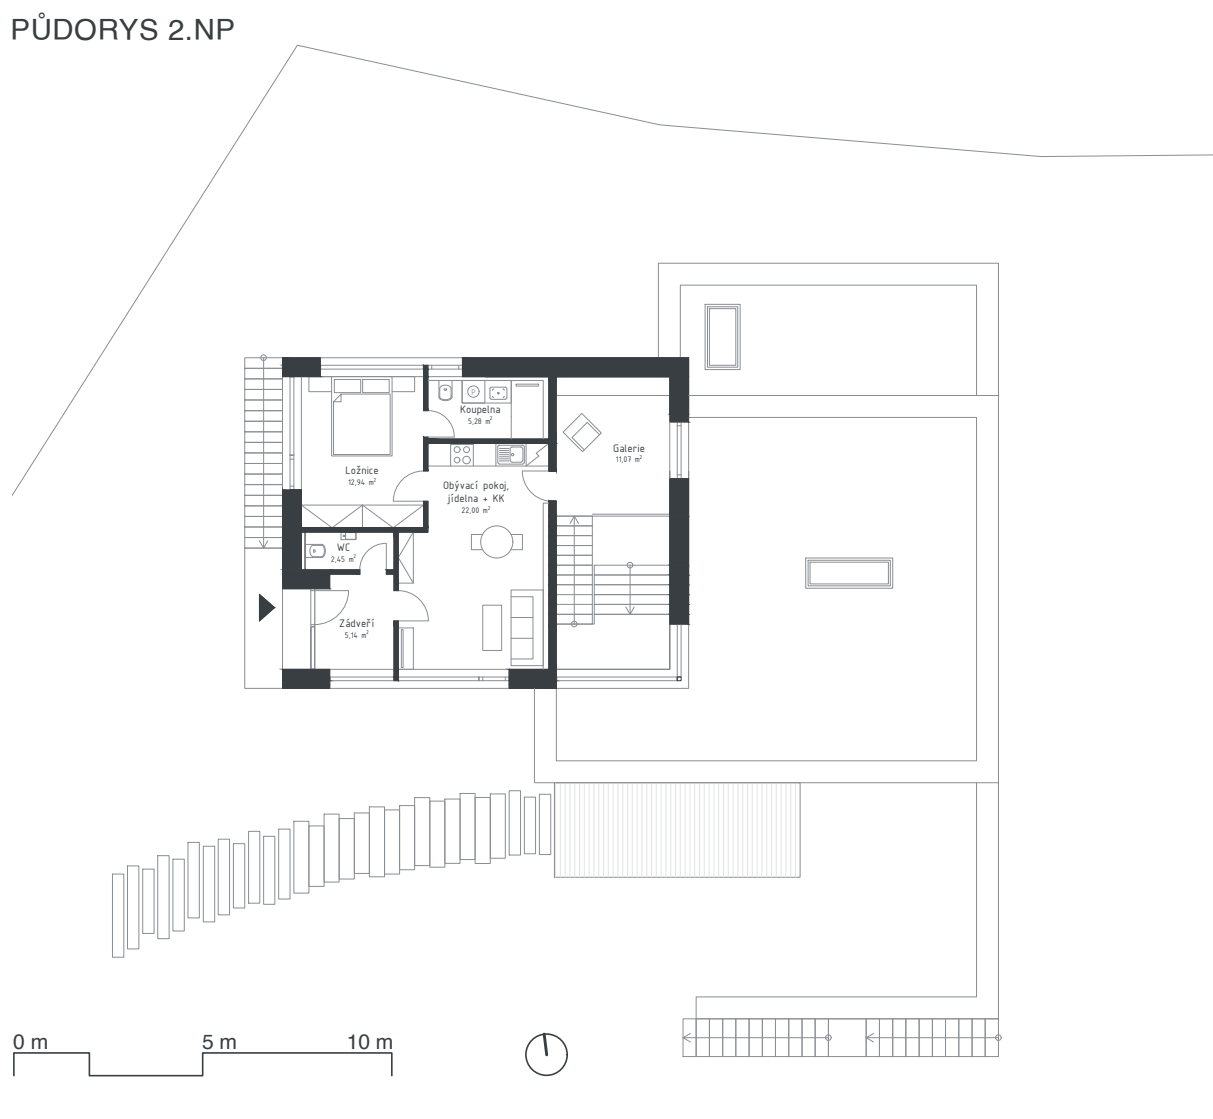 PŮDORYS 2.NP
P
Koupelna
5,28 m²
Galerie
11,07 m²
Ložnice
12,94 m²
Obývací pokoj,
jídelna + KK
22,00 m²
WC
2,45 m²
Zádveří
5,14 m²
0 m 5 m 10 m